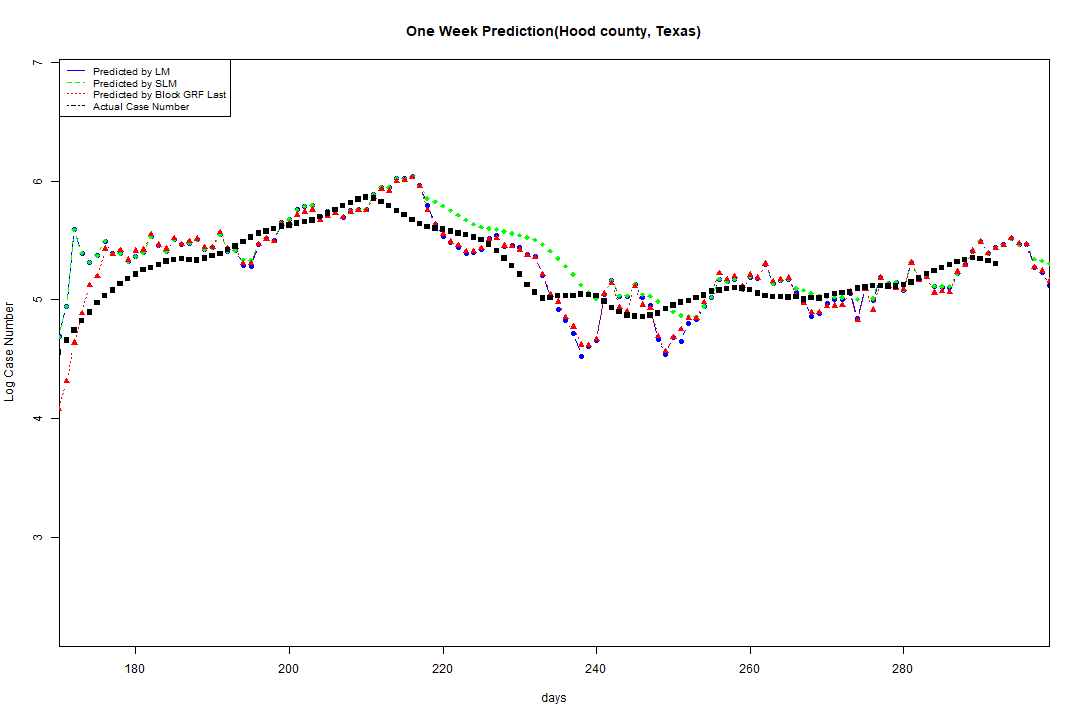 One Week Prediction(Hood county, Texas)
Predicted by LM
Predicted by SLM
Predicted by Block GRF Last
Actual Case Number
7
6
5
4
3
Log Case Number
180 200 220 240 260 280
days